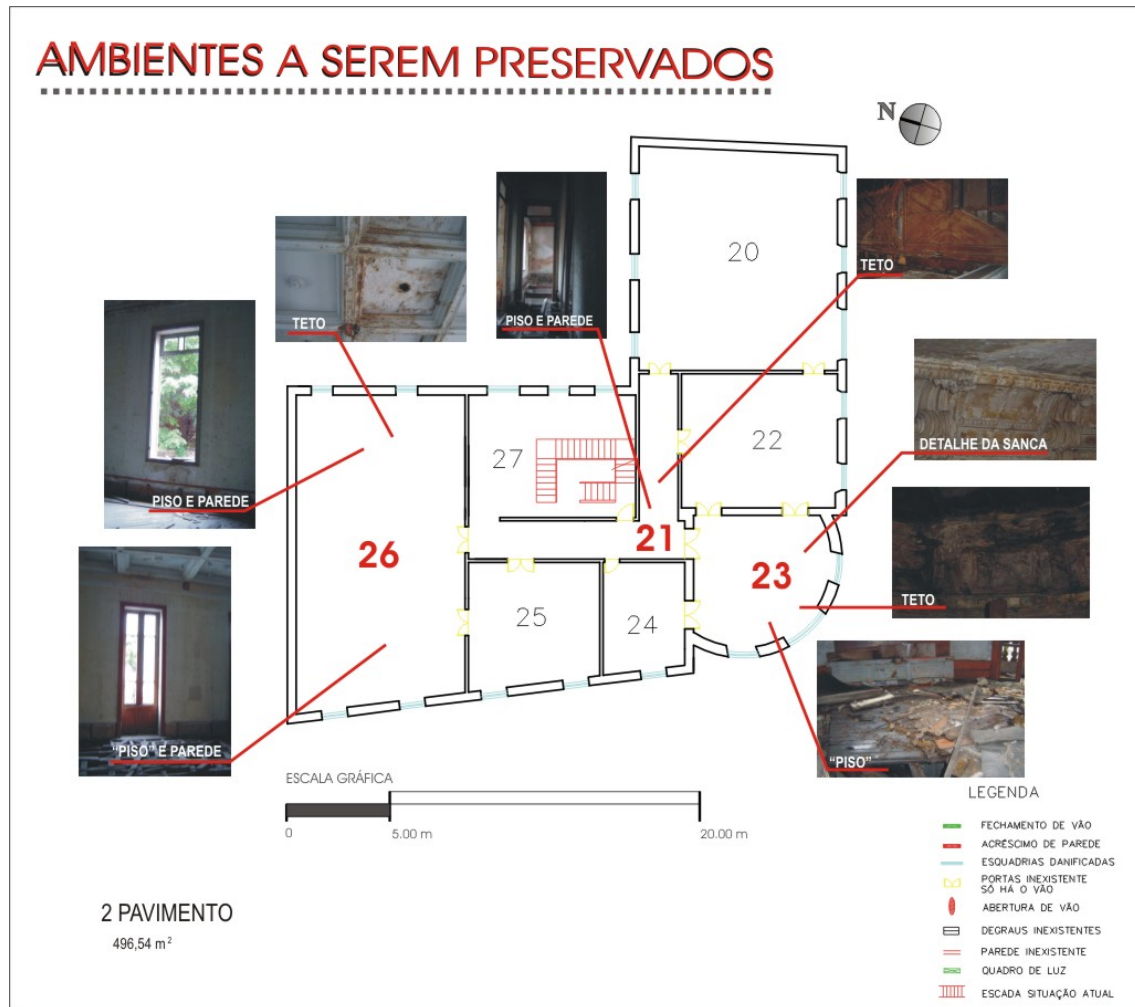 AMBIENTES A SEREM PRESERVADOS
N
20
TETO
PISO E PAREDE
TETO
PISO E PAREDE
27
22
DETALHE DA SANCA
21
26
23
TETO
25
24
"PISO" E PAREDE
"PISO"
ESCALA GRÁFICA
0
5.00 m
20.00 m
LEGENDA
FECHAMENTO DE VÃO
ACRÉSCIMO DE PAREDE
ESQUADRIAS DANIFICADAS
PORTAS INEXISTENTE
SÓ HÁ O VÃO
ABERTURA DE VÃO
DEGRAUS INEXISTENTES
PAREDE INEXISTENTE
QUADRO DE LUZ
ESCADA SITUAÇÃO ATUAL
2 PAVIMENTO
496,54 m²